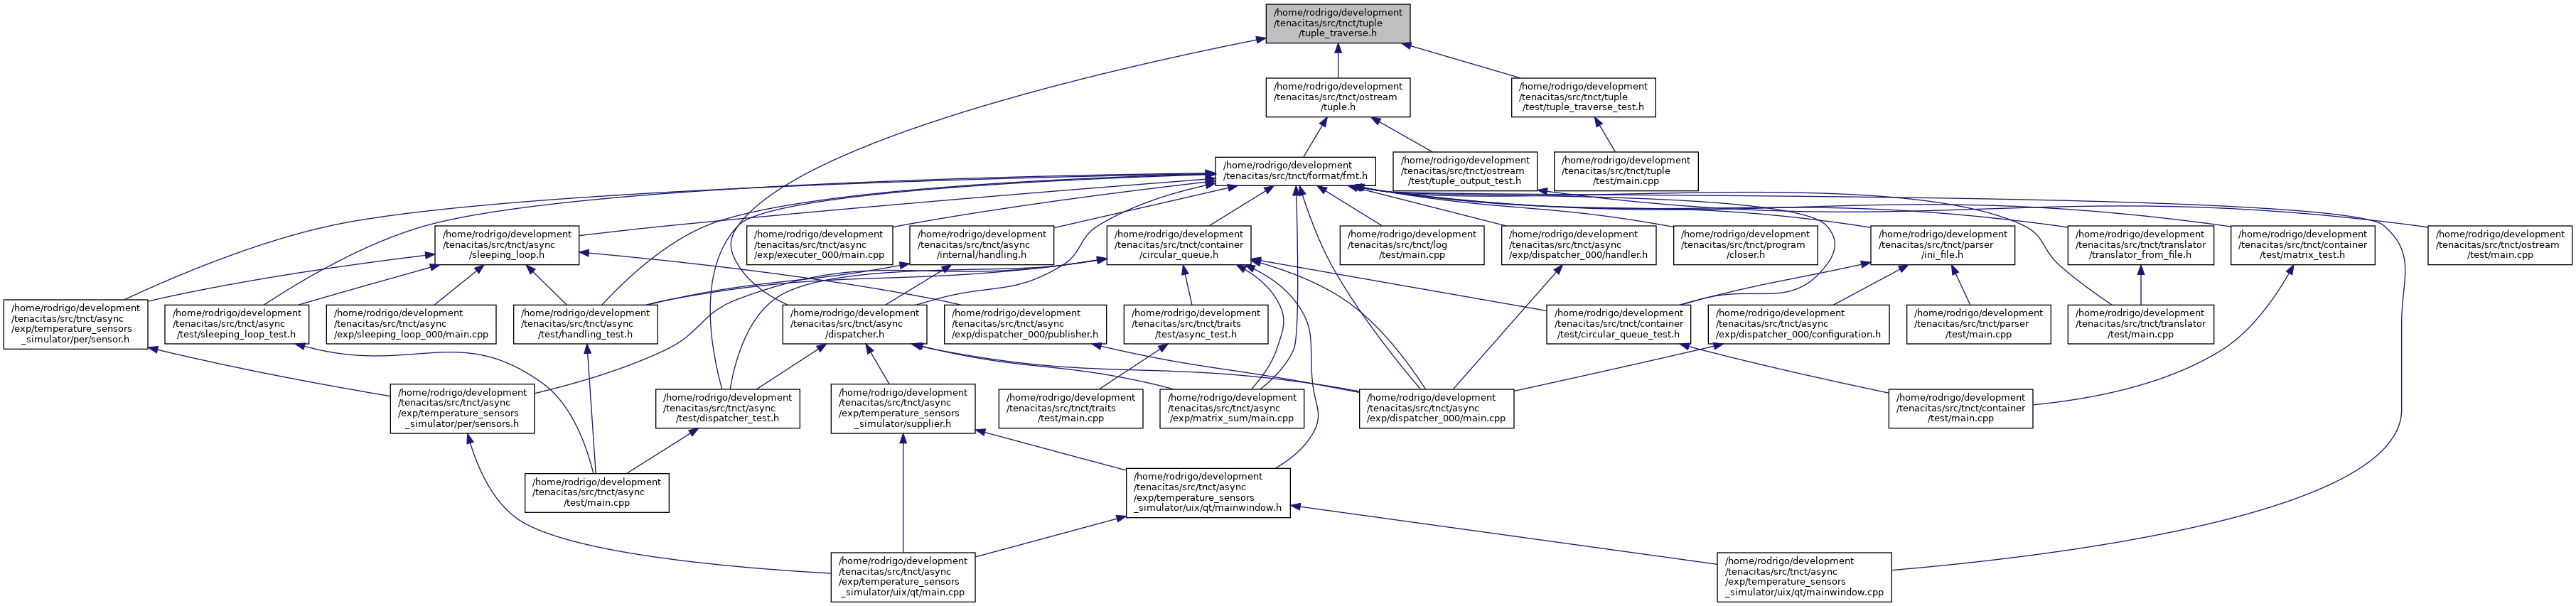 /home/rodrigo/development
/tenacitas/src/tnct/tuple
/tuple_traverse.h
/home/rodrigo/development
/tenacitas/src/tnct/ostream
/tuple.h
/home/rodrigo/development
/tenacitas/src/tnct/tuple
/test/tuple_traverse_test.h
/home/rodrigo/development
/tenacitas/src/tnct/format/fmt.h
/home/rodrigo/development
/tenacitas/src/tnct/ostream
/test/tuple_output_test.h
/home/rodrigo/development
/tenacitas/src/tnct/tuple
/test/main.cpp
/home/rodrigo/development
/tenacitas/src/tnct/async
/sleeping_loop.h
/home/rodrigo/development
/tenacitas/src/tnct/async
/exp/executer_000/main.cpp
/home/rodrigo/development
/tenacitas/src/tnct/async
/internal/handling.h
/home/rodrigo/development
/tenacitas/src/tnct/container
/circular_queue.h
/home/rodrigo/development
/tenacitas/src/tnct/log
/test/main.cpp
/home/rodrigo/development
/tenacitas/src/tnct/async
/exp/dispatcher_000/handler.h
/home/rodrigo/development
/tenacitas/src/tnct/program
/closer.h
/home/rodrigo/development
/tenacitas/src/tnct/parser
/ini_file.h
/home/rodrigo/development
/tenacitas/src/tnct/translator
/translator_from_file.h
/home/rodrigo/development
/tenacitas/src/tnct/container
/test/matrix_test.h
/home/rodrigo/development
/tenacitas/src/tnct/ostream
/test/main.cpp
/home/rodrigo/development
/tenacitas/src/tnct/async
/exp/temperature_sensors
_simulator/per/sensor.h
/home/rodrigo/development
/tenacitas/src/tnct/async
/test/sleeping_loop_test.h
/home/rodrigo/development
/tenacitas/src/tnct/async
/exp/sleeping_loop_000/main.cpp
/home/rodrigo/development
/tenacitas/src/tnct/async
/test/handling_test.h
/home/rodrigo/development
/tenacitas/src/tnct/async
/dispatcher.h
/home/rodrigo/development
/tenacitas/src/tnct/async
/exp/dispatcher_000/publisher.h
/home/rodrigo/development
/tenacitas/src/tnct/traits
/test/async_test.h
/home/rodrigo/development
/tenacitas/src/tnct/container
/test/circular_queue_test.h
/home/rodrigo/development
/tenacitas/src/tnct/async
/exp/dispatcher_000/configuration.h
/home/rodrigo/development
/tenacitas/src/tnct/parser
/test/main.cpp
/home/rodrigo/development
/tenacitas/src/tnct/translator
/test/main.cpp
/home/rodrigo/development
/tenacitas/src/tnct/async
/exp/temperature_sensors
_simulator/per/sensors.h
/home/rodrigo/development
/tenacitas/src/tnct/async
/test/dispatcher_test.h
/home/rodrigo/development
/tenacitas/src/tnct/async
/exp/temperature_sensors
_simulator/supplier.h
/home/rodrigo/development
/tenacitas/src/tnct/traits
/test/main.cpp
/home/rodrigo/development
/tenacitas/src/tnct/async
/exp/matrix_sum/main.cpp
/home/rodrigo/development
/tenacitas/src/tnct/async
/exp/dispatcher_000/main.cpp
/home/rodrigo/development
/tenacitas/src/tnct/container
/test/main.cpp
/home/rodrigo/development
/tenacitas/src/tnct/async
/test/main.cpp
/home/rodrigo/development
/tenacitas/src/tnct/async
/exp/temperature_sensors
_simulator/uix/qt/mainwindow.h
/home/rodrigo/development
/tenacitas/src/tnct/async
/exp/temperature_sensors
_simulator/uix/qt/main.cpp
/home/rodrigo/development
/tenacitas/src/tnct/async
/exp/temperature_sensors
_simulator/uix/qt/mainwindow.cpp